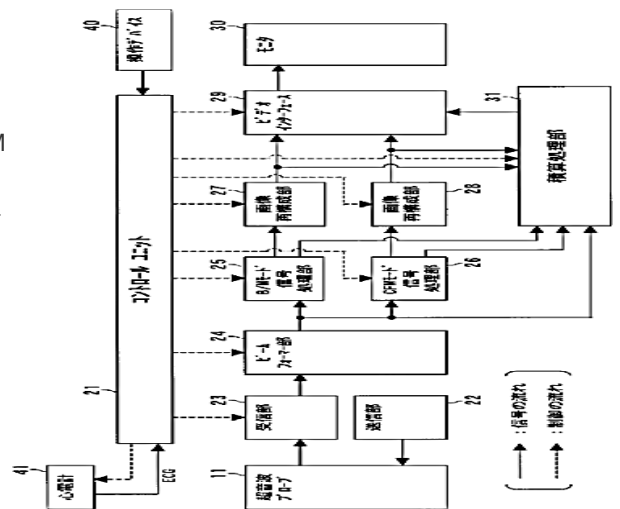 40
操作デバイス
21
コントロール ユニット
41
心電計
ECG
30
モニタ
29
ビデオ
インターフェース
31
積算処理部
27
画像
再構成部
28
画像
再構成部
25
B/Mモード
信号
処理部
26
CFMモード
信号
処理部
24
ビーム
フォーマー部
23
受信部
22
送信部
11
超音波
プローブ
:信号の流れ
:制御の流れ
M